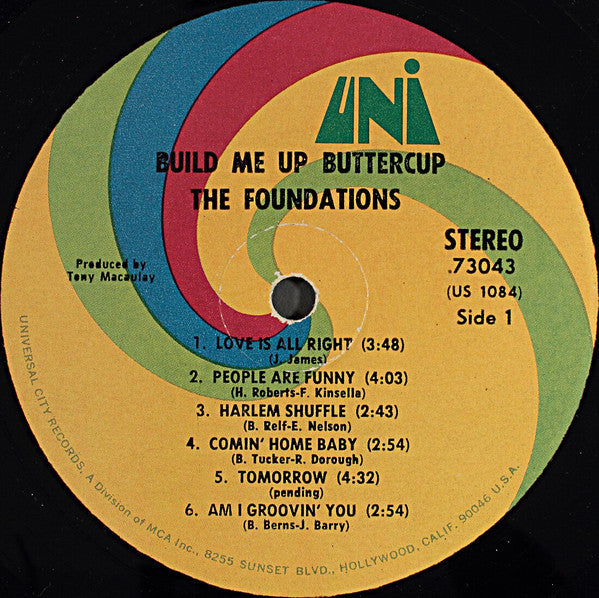 UNI
BUILD ME UP BUTTERCUP
THE FOUNDATIONS
Produced by
Tony Macaulay
STEREO
73043
(US 1084)
Side 1
1. LOVE IS ALL RIGHT (3:48)
(J. James)
2. PEOPLE ARE FUNNY (4:03)
(H. Roberts-F. Kinsella)
3. HARLEM SHUFFLE (2:43)
(B. Relf-E. Nelson)
4. COMIN' HOME BABY (2:54)
(B. Tucker-R. Dorough)
5. TOMORROW (4:32)
(pending)
6. AM I GROOVIN' YOU (2:54)
(B. Berns-J. Barry)
UNIVERSAL CITY RECORDS, A Division of MCA Inc., 8255 SUNSET BLVD., HOLLYWOOD, CALIF. 90046 U.S.A.